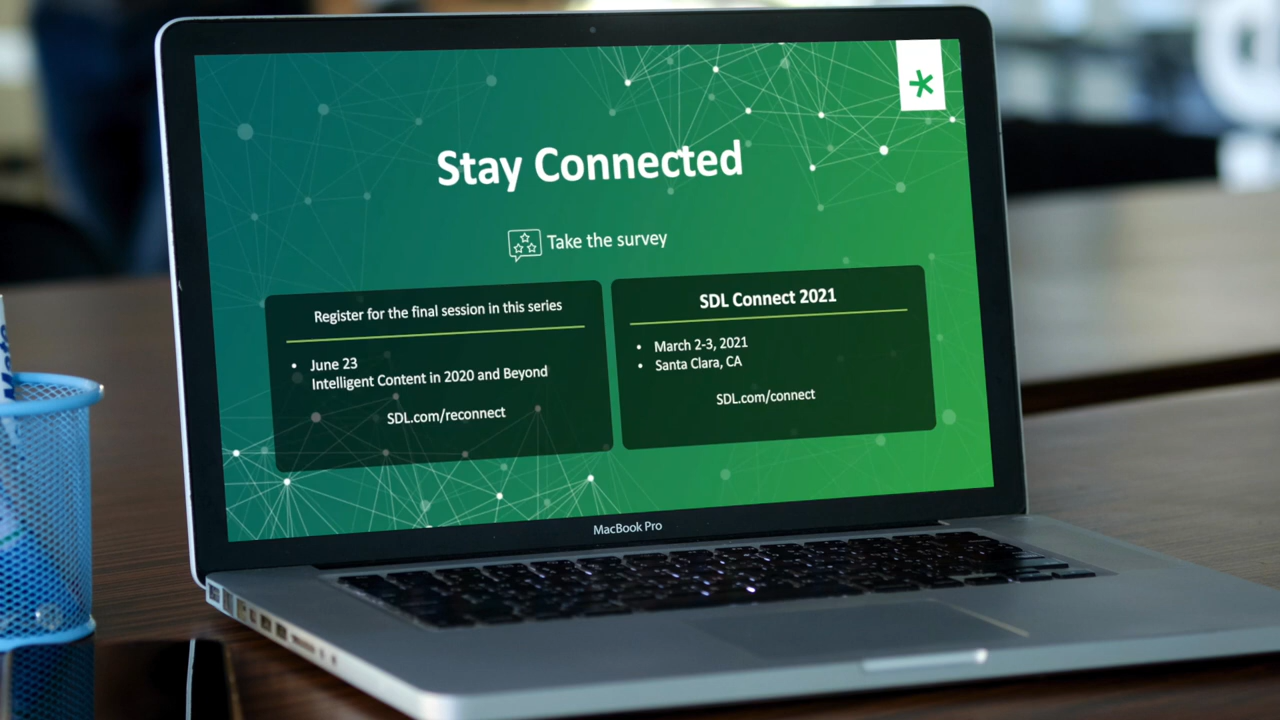 Stay Connected
Take the survey
Register for the final session in this series
• June 23
Intelligent Content in 2020 and Beyond
SDL.com/reconnect
SDL Connect 2021
• March 2-3, 2021
• Santa Clara, CA
SDL.com/connect
MacBook Pro